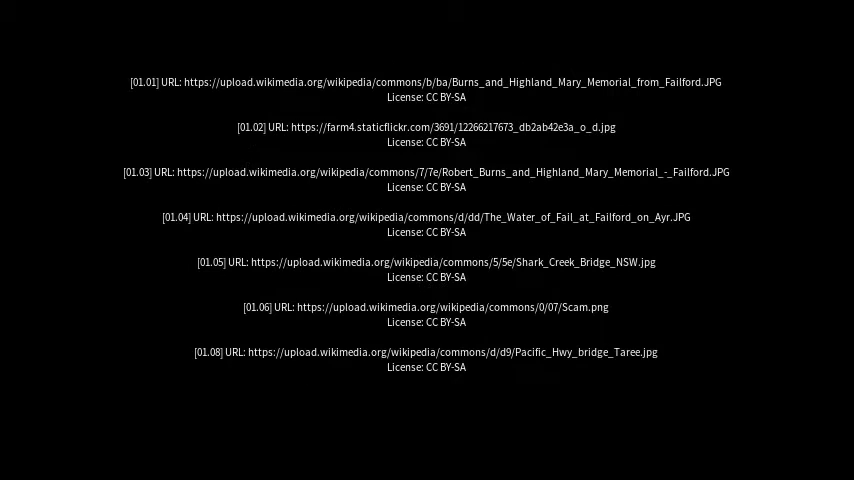 [01.01] URL: https://upload.wikimedia.org/wikipedia/commons/b/ba/Burns_and_Highland_Mary_Memorial_from_Failford.JPG
License: CC BY-SA
[01.02] URL: https://farm4.staticflickr.com/3691/12266217673_db2ab42e3a_o_d.jpg
License: CC BY-SA
[01.03] URL: https://upload.wikimedia.org/wikipedia/commons/7/7e/Robert_Burns_and_Highland_Mary_Memorial_-_Failford.JPG
License: CC BY-SA
[01.04] URL: https://upload.wikimedia.org/wikipedia/commons/d/dd/The_Water_of_Fail_at_Failford_on_Ayr.JPG
License: CC BY-SA
[01.05] URL: https://upload.wikimedia.org/wikipedia/commons/5/5e/Shark_Creek_Bridge_NSW.jpg
License: CC BY-SA
[01.06] URL: https://upload.wikimedia.org/wikipedia/commons/0/07/Scam.png
License: CC BY-SA
[01.08] URL: https://upload.wikimedia.org/wikipedia/commons/d/d9/Pacific_Hwy_bridge_Taree.jpg
License: CC BY-SA